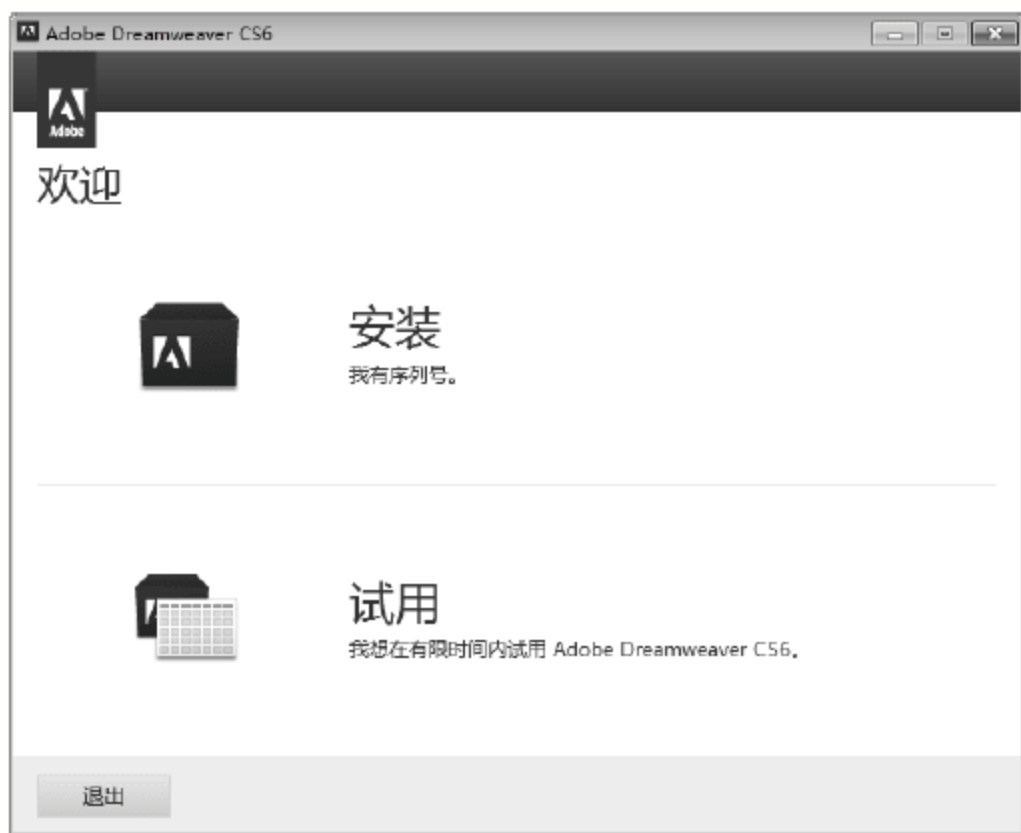 Adobe Dreamweaver CS6
Adobe
欢迎
安装
我有序列号。
试用
我想在有限时间内试用 Adobe Dreamweaver CS6。
退出